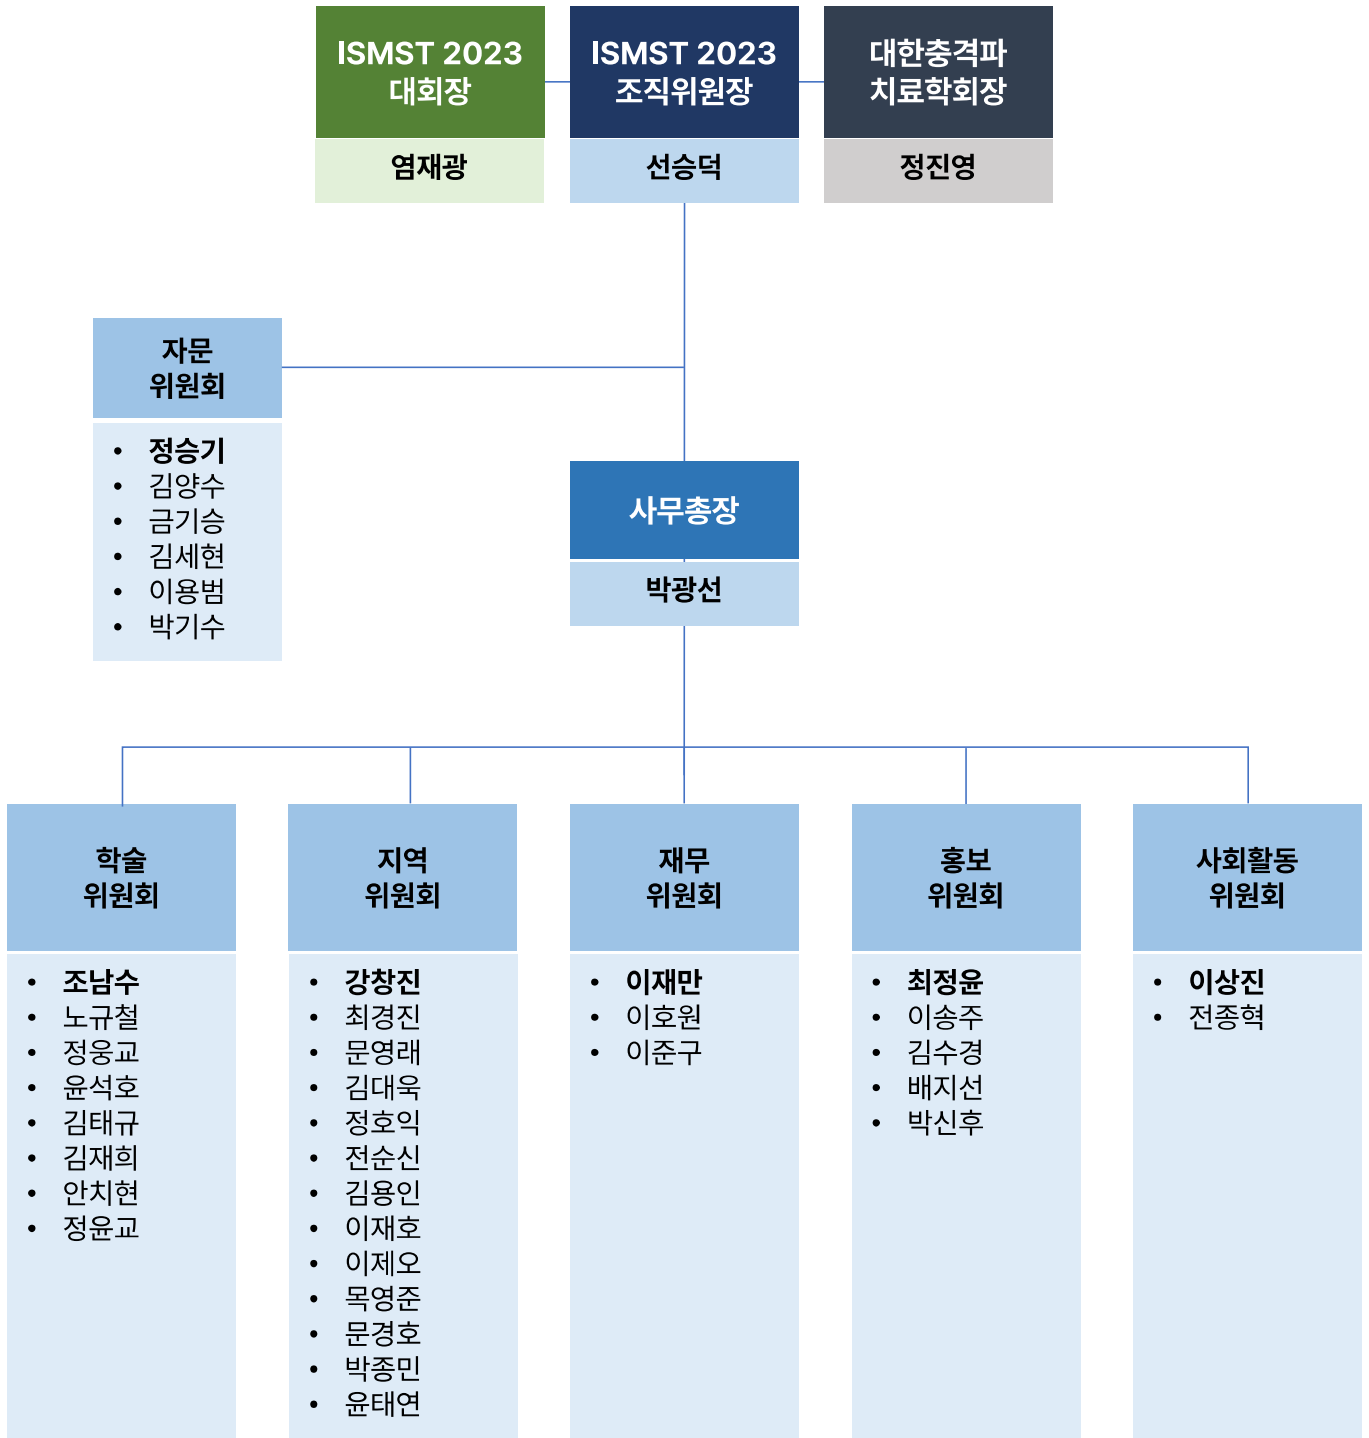 ISMST 2023
대회장
염재광
ISMST 2023
조직위원장
선승덕
대한충격파
치료학회장
정진영
자문
위원회
• 정승기
• 김양수
• 금기승
• 김세현
• 이용범
• 박기수
사무총장
박광선
학술
위원회
• 조남수
• 노규철
• 정웅교
• 윤석호
• 김태규
• 김재희
• 안치현
• 정윤교
지역
위원회
• 강창진
• 최경진
• 문영래
• 김대욱
• 정호익
• 전순신
• 김용인
• 이재호
• 이제오
• 목영준
• 문경호
• 박종민
• 윤태연
재무
위원회
• 이재만
• 이호원
• 이준구
홍보
위원회
• 최정윤
• 이송주
• 김수경
• 배지선
• 박신후
사회활동
위원회
• 이상진
• 전종혁